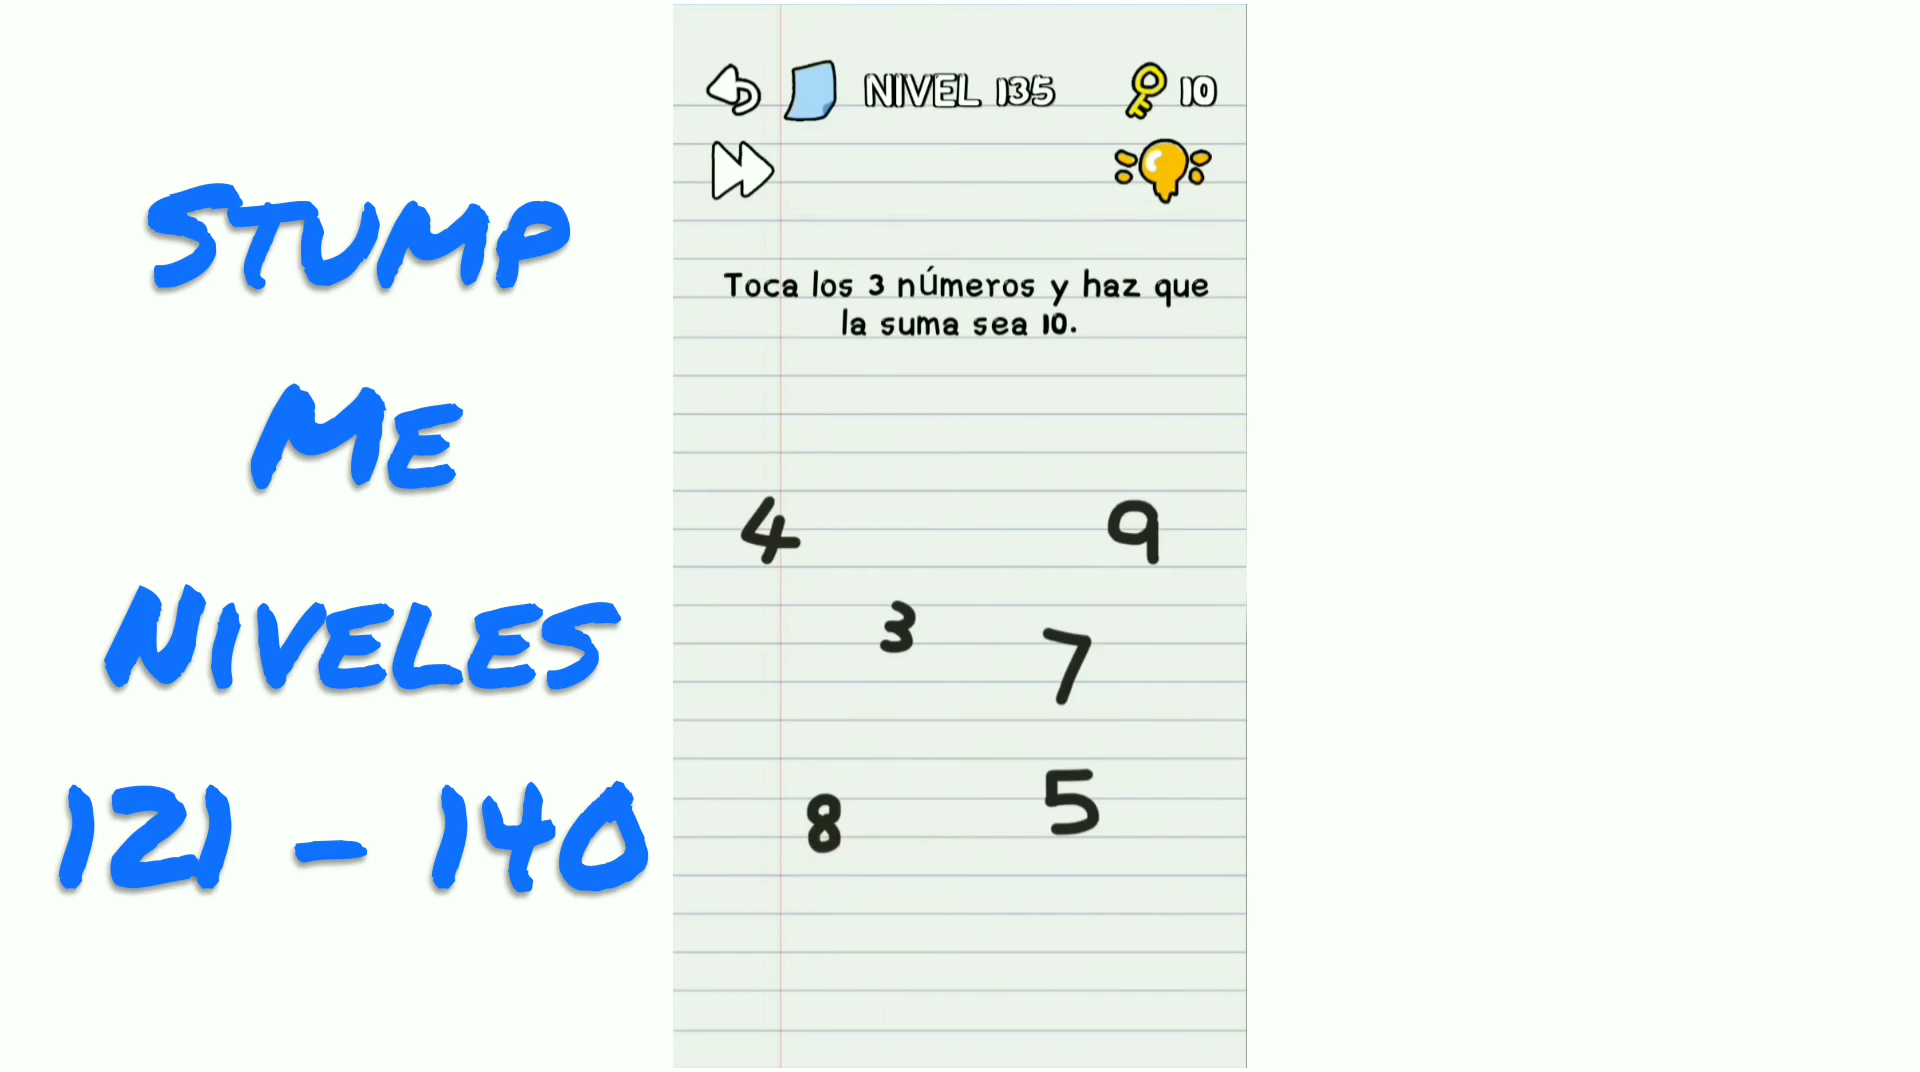 Stump
Me
Niveles
121 - 140
NIVEL 135
10
Toca los 3 números y haz que
la suma sea 10.
4
9
3
7
8
5